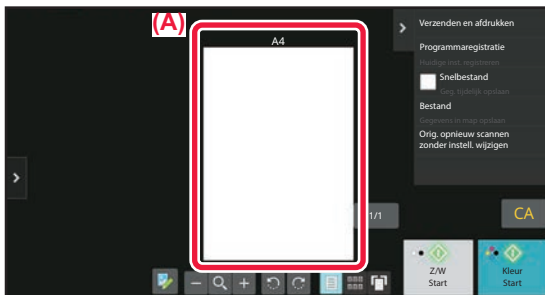 (A)
A4
Verzenden en afdrukken
Programmaregistratie
Huidige inst. registreren
Snelbestand
Geg. tijdelijk opslaan
Bestand
Gegevens in map opslaan
Orig. opnieuw scannen
zonder instell. wijzigen
1/1
CA
Z/W
Start
Kleur
Start